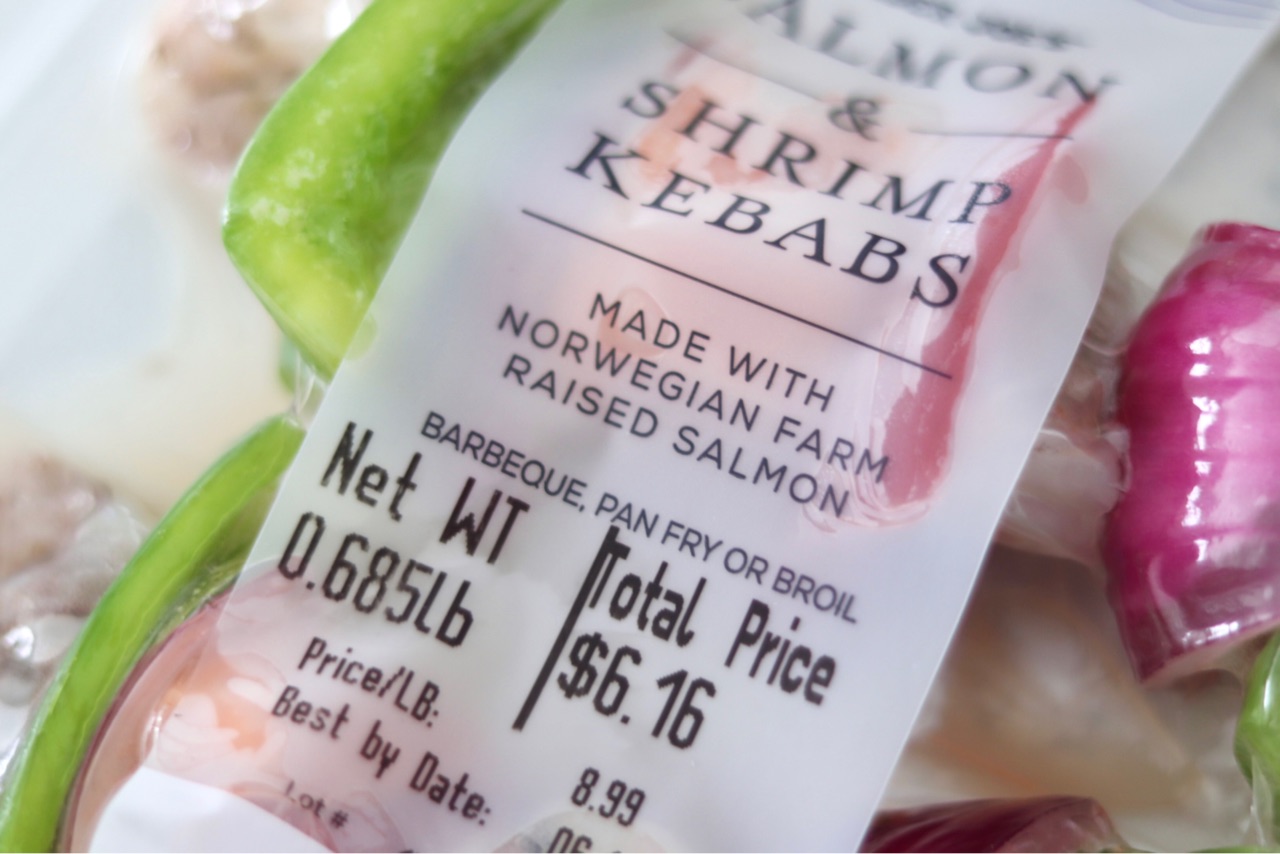 ALMON
&
SHRIMP
KEBABS
MADE WITH
NORWEGIAN FARM
RAISED SALMON
BARBEQUE, PAN FRY OR BROIL
Net WT
0.685lb
Total Price
$6.16
Price/LB: 8.99
Best by Date: 06
Lot #